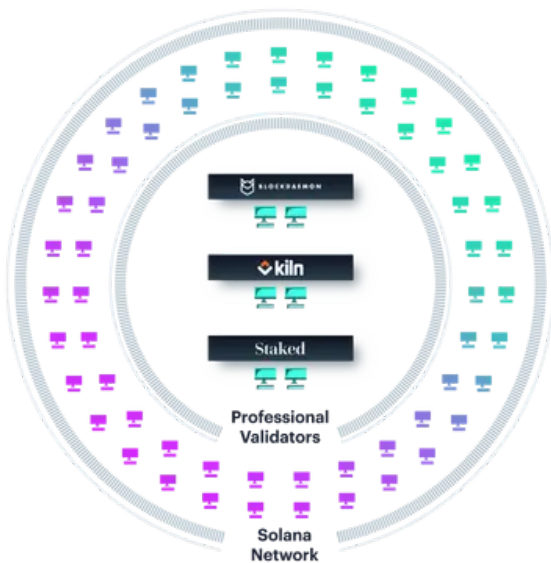 BLOCKDAEMON
kiln
Staked
Professional
Validators
Solana
Network